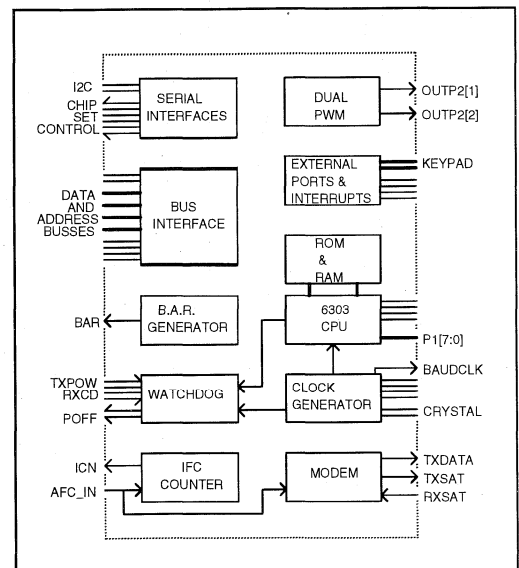 I2C
CHIP
SET
CONTROL
SERIAL
INTERFACES
DUAL
PWM
OUTP2[1]
OUTP2[2]
EXTERNAL
PORTS &
INTERRUPTS
KEYPAD
DATA
AND
ADDRESS
BUSSES
BUS
INTERFACE
ROM
&
RAM
BAR
B.A.R.
GENERATOR
6303
CPU
P1[7:0]
TXPOW
RXCD
POFF
WATCHDOG
CLOCK
GENERATOR
BAUDCLK
CRYSTAL
ICN
AFC_IN
IFC
COUNTER
MODEM
TXDATA
TXSAT
RXSAT